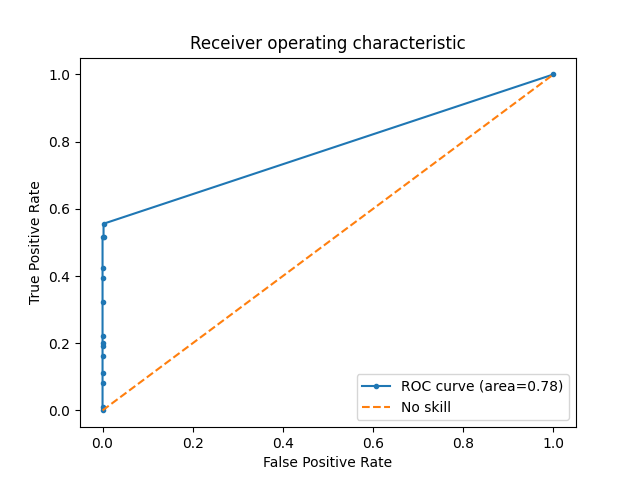 Receiver operating characteristic
1.0
0.8
0.6
0.4
0.2
0.0
True Positive Rate
ROC curve (area=0.78)
No skill
0.0 0.2 0.4 0.6 0.8 1.0
False Positive Rate